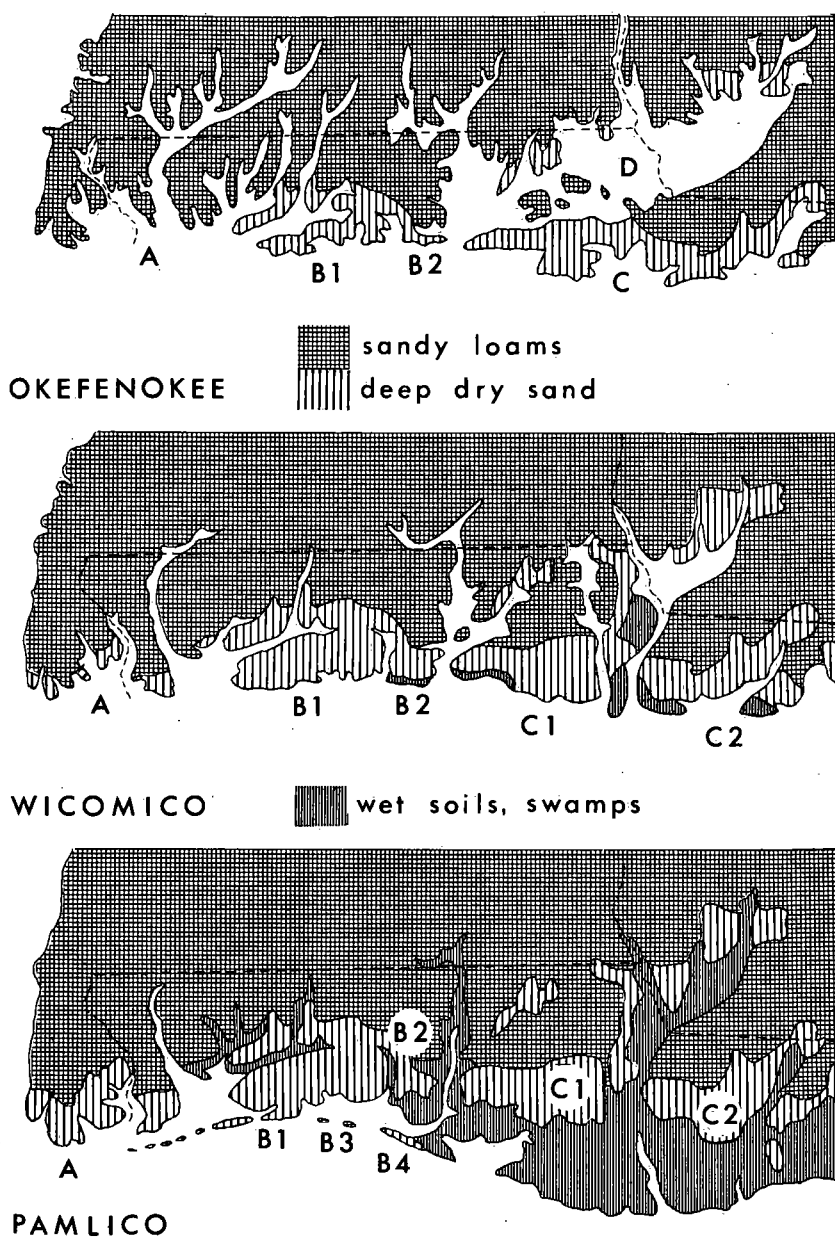 D
A
B1
B2
C
sandy loams
OKEFENOKEE
deep dry sand
A
B1
B2
C1
C2
WICOMICO
wet soils, swamps
B2
C1
C2
A
B1
B3
B4
PAMLICO